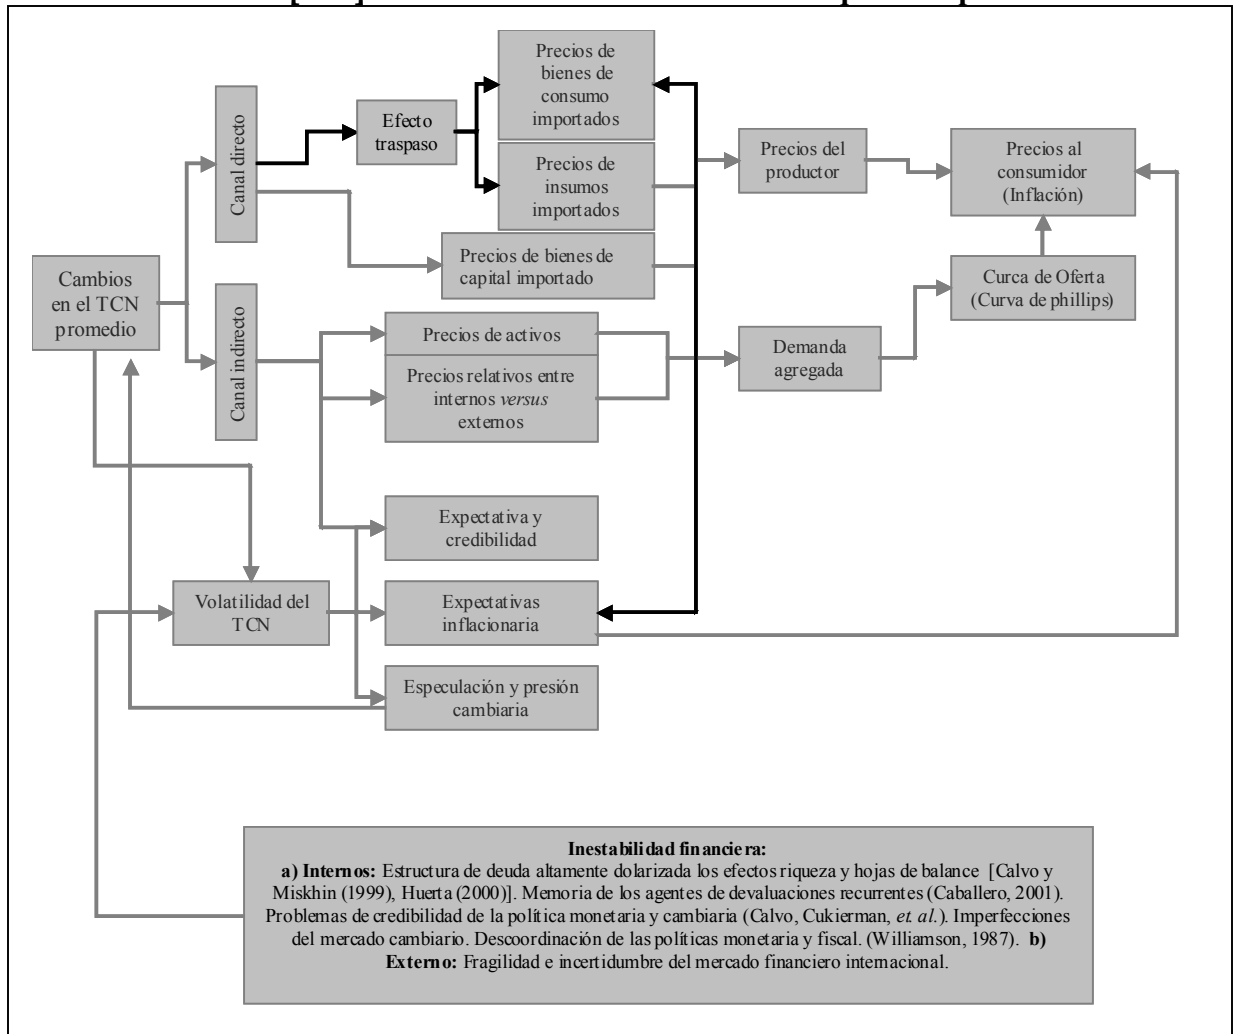 Precios de
bienes de
consumo
importados
Efecto
traspaso
Canal directo
Precios de
insumos
importados
Precios del
productor
Precios al
consumidor
(Inflación)
Precios de bienes de
capital importado
Cambios
en el TCN
promedio
Curca de Oferta
(Curva de phillips)
Canal indirecto
Precios de activos
Precios relativos entre
internos versus
externos
Demanda
agregada
Expectativa y
credibilidad
Volatilidad del
TCN
Expectativas
inflacionaria
Especulación y presión
cambiaria
Inestabilidad financiera:
a) Internos: Estructura de deuda altamente dolarizada los efectos riqueza y hojas de balance [Calvo y
Miskhin (1999), Huerta (2000)]. Memoria de los agentes de devaluaciones recurrentes (Caballero, 2001).
Problemas de credibilidad de la política monetaria y cambiaria (Calvo, Cukierman, et. al.). Imperfecciones
del mercado cambiario. Descoordinación de las políticas monetaria y fiscal. (Williamson, 1987). b)
Externo: Fragilidad e incertidumbre del mercado financiero internacional.